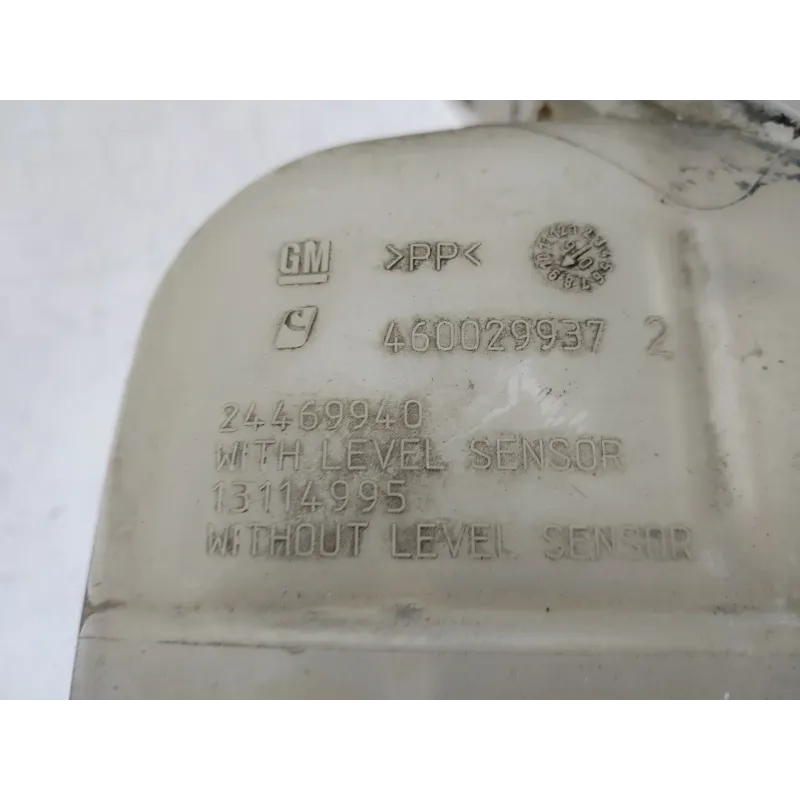 GM >PP<
460029937 2
24469940
WITH LEVEL SENSOR
13114995
WITHOUT LEVEL SENSOR